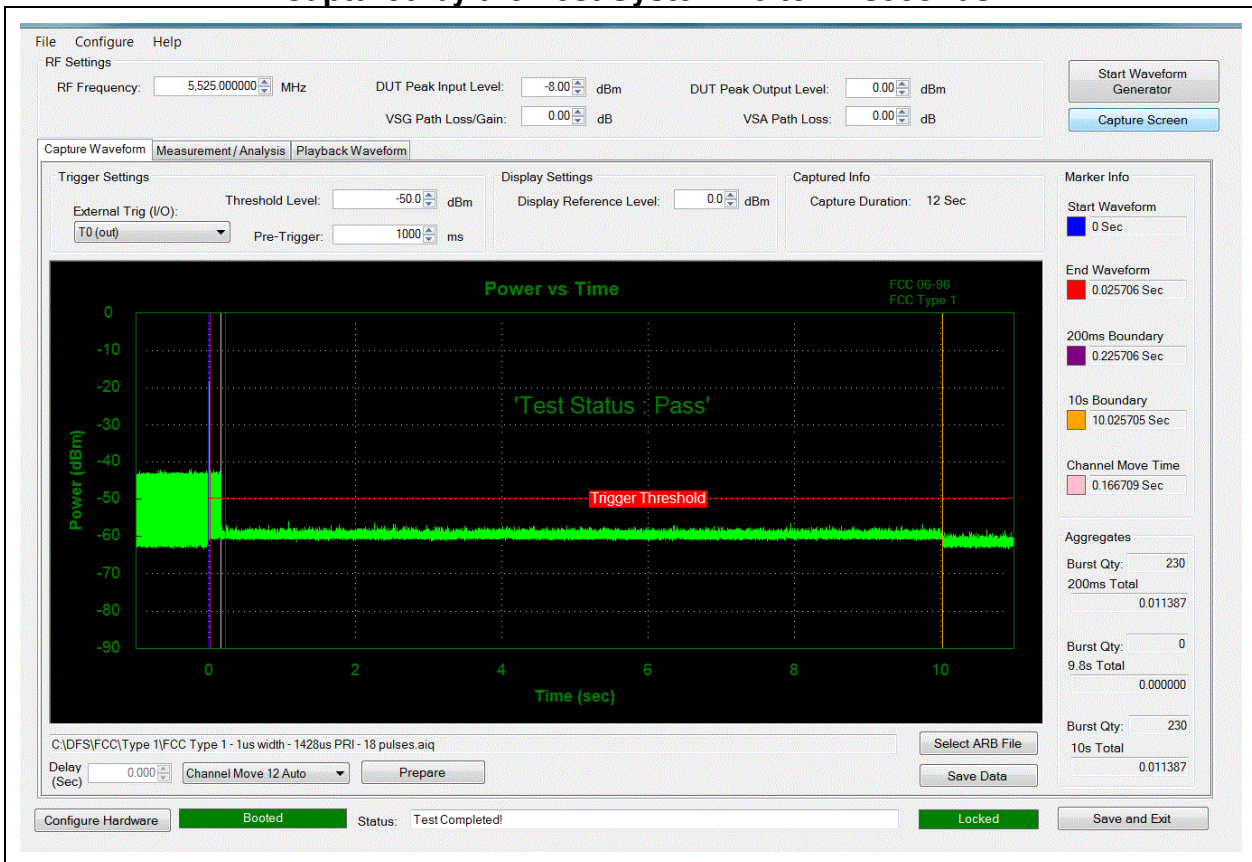 File Configure Help
RF Settings
RF Frequency: 5,525.000000 MHz DUT Peak Input Level: -8.00 dBm DUT Peak Output Level: 0.00 dBm
VSG Path Loss/Gain: 0.00 dB VSA Path Loss: 0.00 dB
Start Waveform
Generator
Capture Screen
Capture Waveform Measurement / Analysis Playback Waveform
Trigger Settings
Threshold Level: -50.0 dBm
External Trig (I/O):
T0 (out)
Pre-Trigger: 1000 ms
Display Settings
Display Reference Level: 0.0 dBm
Captured Info
Capture Duration: 12 Sec
Marker Info
Start Waveform
0 Sec
End Waveform
0.025706 Sec
200ms Boundary
0.225706 Sec
10s Boundary
10.025705 Sec
Channel Move Time
0.166709 Sec
Power vs Time
FCC 06-96
FCC Type 1
'Test Status : Pass'
Trigger Threshold
Power (dBm)
0
-10
-20
-30
-40
-50
-60
-70
-80
-90
0 2 4 6 8 10
Time (sec)
Aggregates
Burst Qty: 230
200ms Total
0.011387
Burst Qty: 0
9.8s Total
0.000000
Burst Qty: 230
10s Total
0.011387
C:\DFS\FCC\Type 1\FCC Type 1 - 1us width - 1428us PRI - 18 pulses.aiq
Select ARB File
Delay
(Sec) 0.000 Channel Move 12 Auto Prepare
Save Data
Configure Hardware Booted Status: Test Completed! Locked Save and Exit